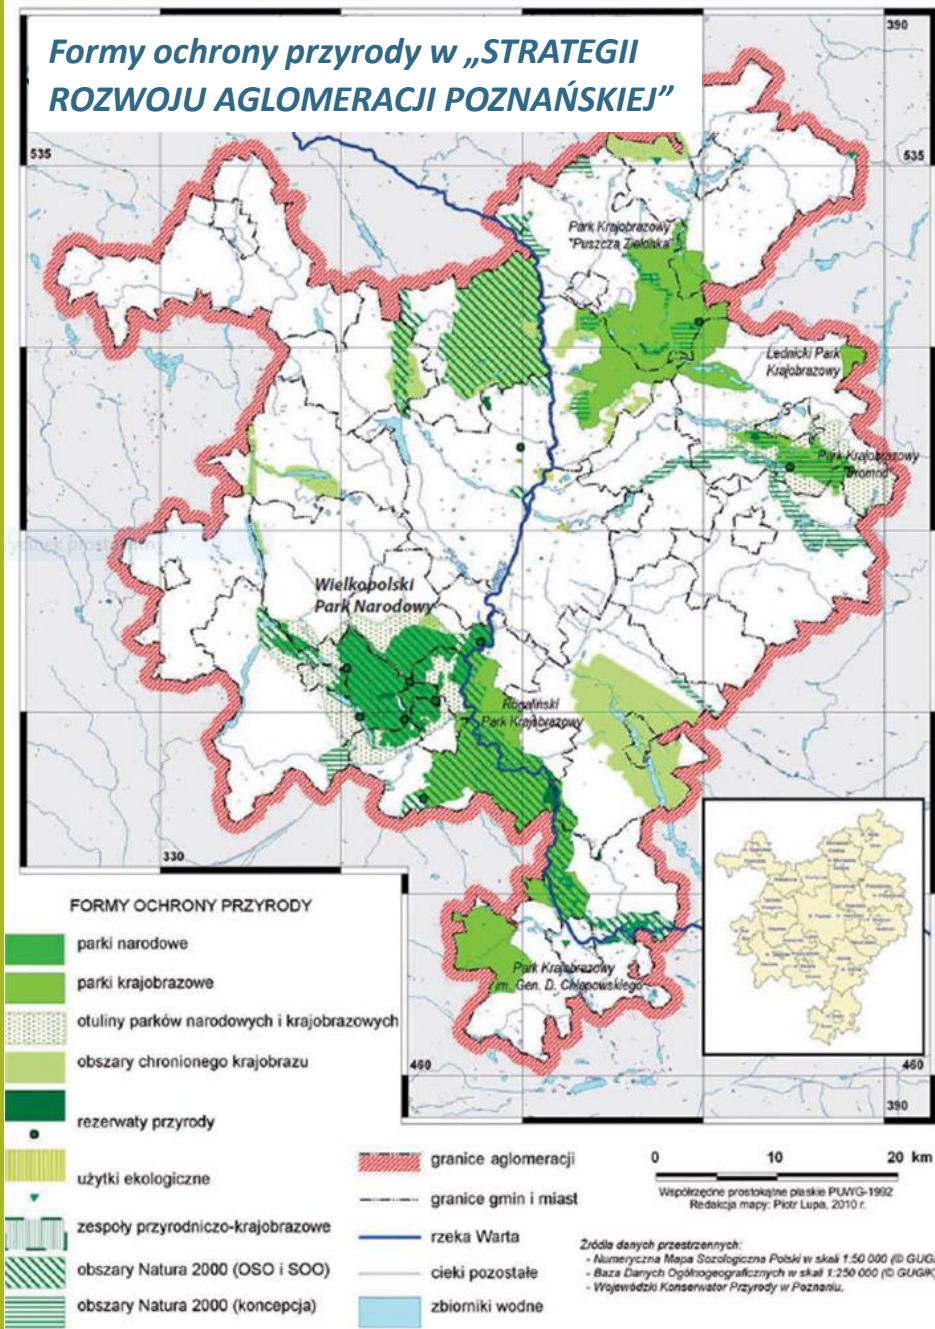 Formy ochrony przyrody w „STRATEGII
ROZWOJU AGLOMERACJI POZNAŃSKIEJ”
390
535
535
Park Krajobrazowy
"Puszcza Zielonka"
Lednicki Park
Krajobrazowy
Park Krajobrazowy
Promno
Wielkopolski
Park Narodowy
Rogaliński
Park Krajobrazowy
330
Park Krajobrazowy
im. Gen. D. Chłapowskiego
460
460
390
FORMY OCHRONY PRZYRODY
parki narodowe
parki krajobrazowe
otuliny parków narodowych i krajobrazowych
obszary chronionego krajobrazu
rezerwaty przyrody
użytki ekologiczne
zespoły przyrodniczo-krajobrazowe
obszary Natura 2000 (OSO i SOO)
obszary Natura 2000 (koncepcja)
granice aglomeracji
granice gmin i miast
rzeka Warta
cieki pozostałe
zbiorniki wodne
0 10 20 km
Współrzędne prostokątne płaskie PUWG-1992
Redakcja mapy: Piotr Lupa, 2010 r.
Źródła danych przestrzennych:
- Numeryczna Mapa Sozologiczna Polski w skali 1:50 000 (© GUGiK)
- Baza Danych Ogólnogeograficznych w skali 1:250 000 (© GUGiK)
- Wojewódzki Konserwator Przyrody w Poznaniu.